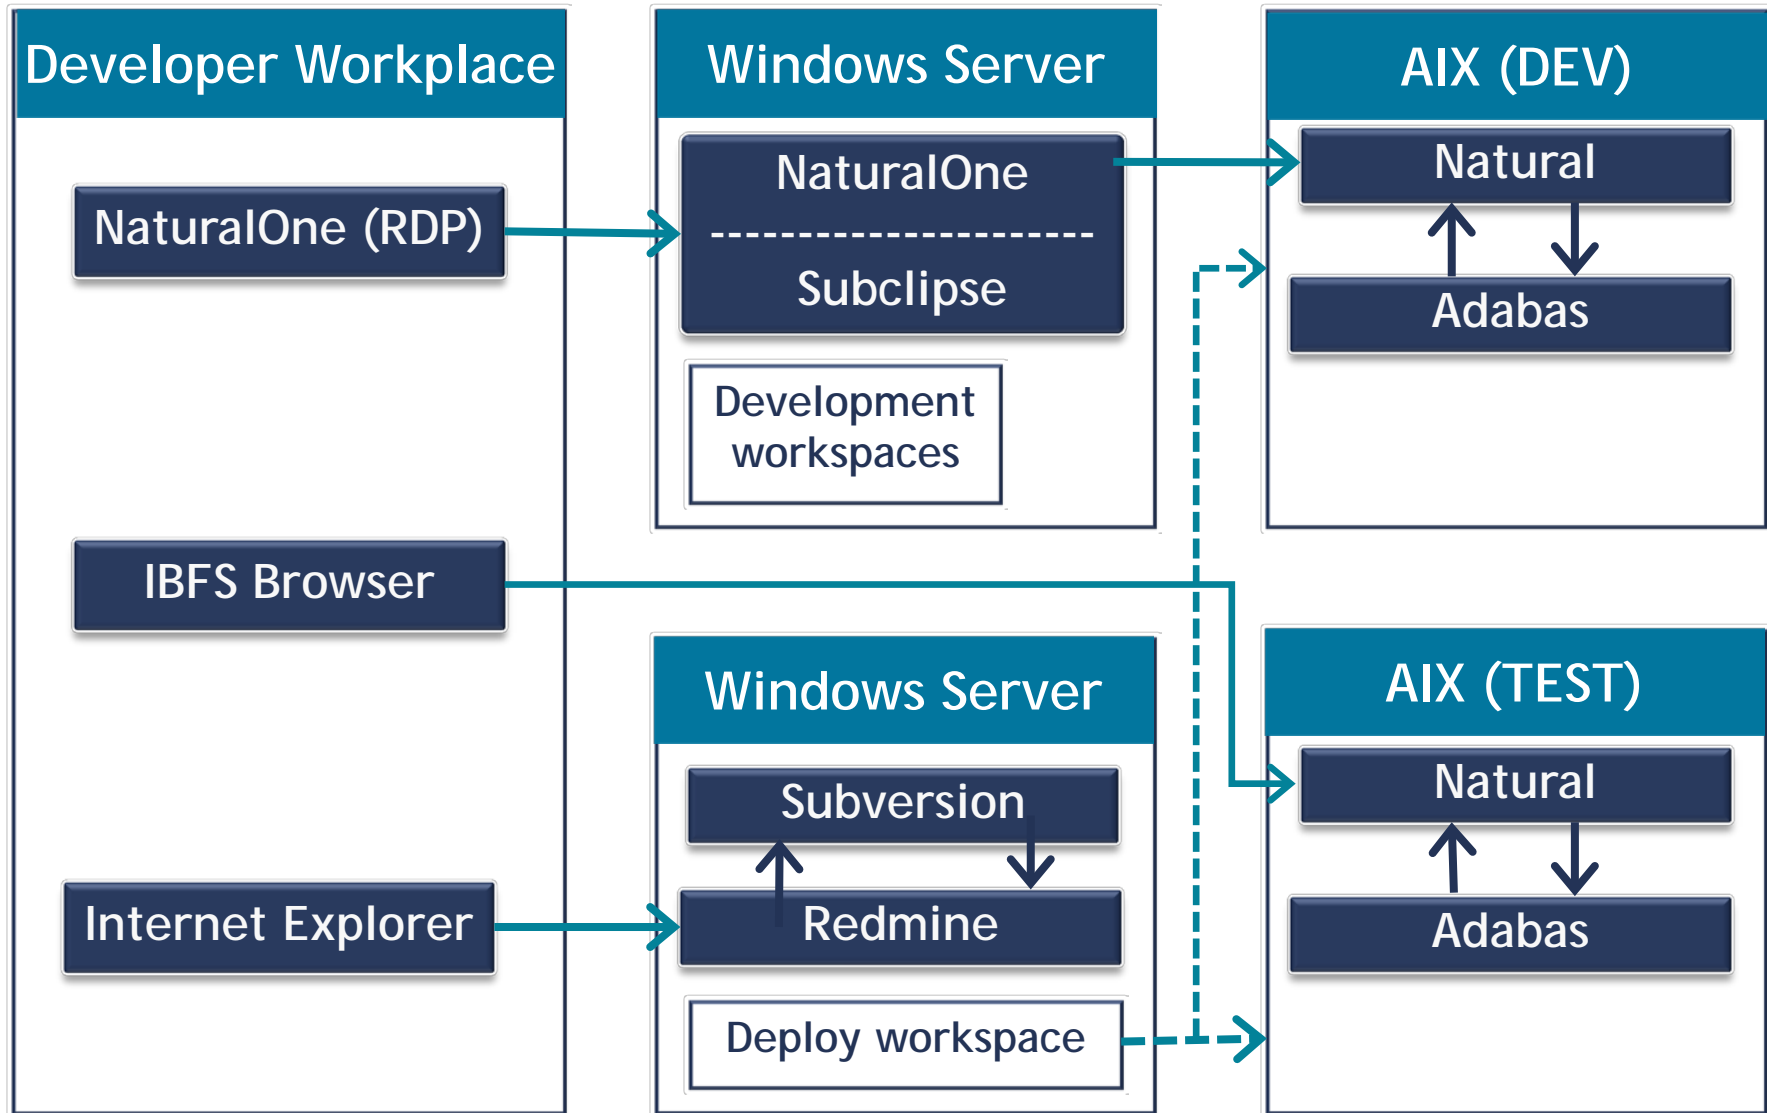 Developer Workplace
NaturalOne (RDP)
IBFS Browser
Internet Explorer
Windows Server
NaturalOne
Subclipse
Development
workspaces
Windows Server
Subversion
Redmine
Deploy workspace
AIX (DEV)
Natural
Adabas
AIX (TEST)
Natural
Adabas